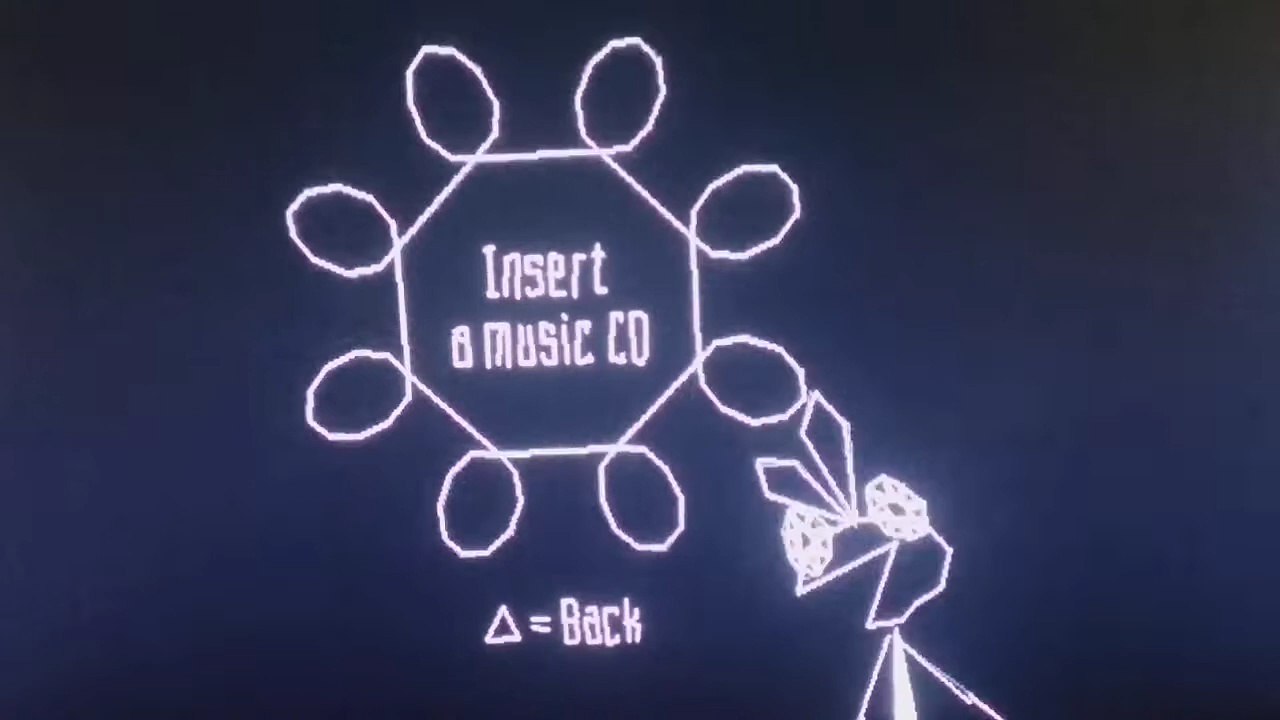 Insert
a music CD
△ = Back